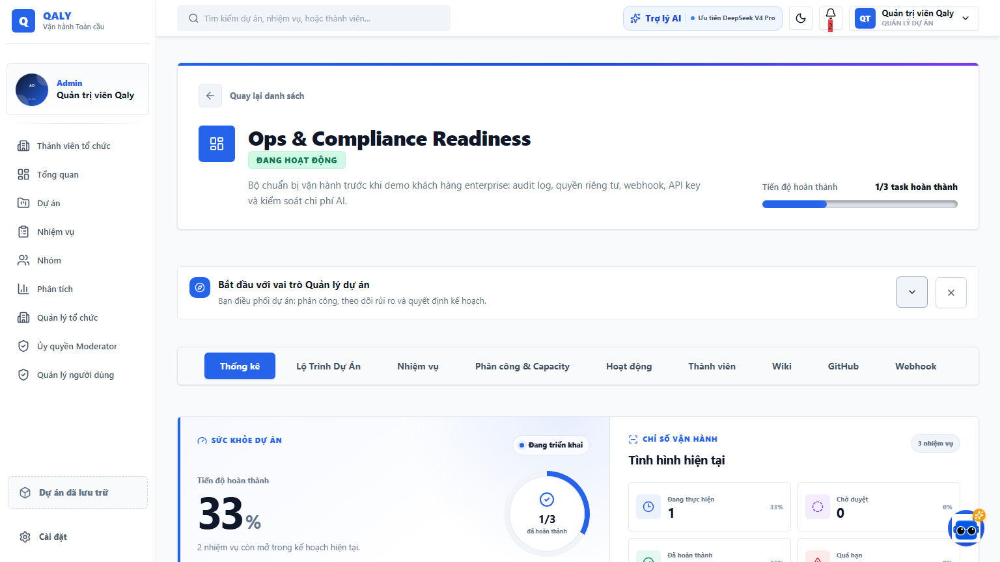 Q
QALY
Vận hành Toàn cầu
Tìm kiếm dự án, nhiệm vụ, hoặc thành viên...
Trợ lý AI
Ưu tiên DeepSeek V4 Pro
2
QT
Quản trị viên Qaly
QUẢN LÝ DỰ ÁN
AD
Admin
Quản trị viên Qaly
Thành viên tổ chức
Tổng quan
Dự án
Nhiệm vụ
Nhóm
Phân tích
Quản lý tổ chức
Ủy quyền Moderator
Quản lý người dùng
Dự án đã lưu trữ
Cài đặt
Quay lại danh sách
Ops & Compliance Readiness
ĐANG HOẠT ĐỘNG
Bộ chuẩn bị vận hành trước khi demo khách hàng enterprise: audit log, quyền riêng tư, webhook, API key
và kiểm soát chi phí AI.
Tiến độ hoàn thành
1/3 task hoàn thành
Bắt đầu với vai trò Quản lý dự án
Bạn điều phối dự án: phân công, theo dõi rủi ro và quyết định kế hoạch.
Thống kê
Lộ Trình Dự Án
Nhiệm vụ
Phân công & Capacity
Hoạt động
Thành viên
Wiki
GitHub
Webhook
SỨC KHỎE DỰ ÁN
Đang triển khai
Tiến độ hoàn thành
33%
2 nhiệm vụ còn mở trong kế hoạch hiện tại.
1/3
đã hoàn thành
CHỈ SỐ VẬN HÀNH
Tình hình hiện tại
3 nhiệm vụ
Đang thực hiện
1
33%
Chờ duyệt
0
0%
Đã hoàn thành
Quá hạn